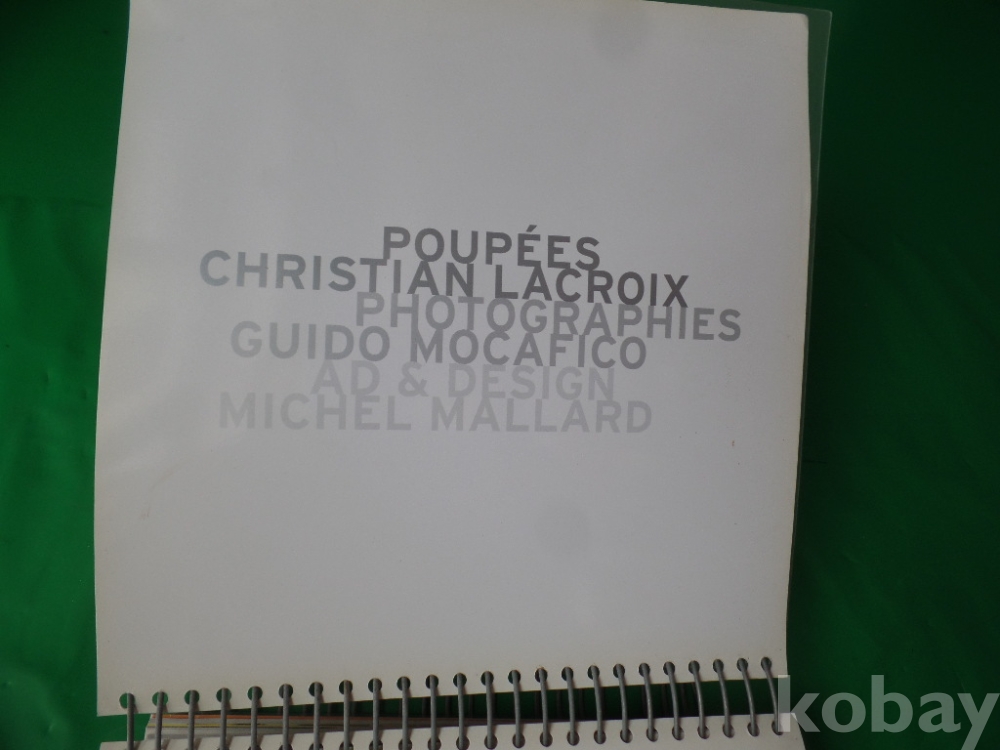 POUPÉES
CHRISTIAN LACROIX
PHOTOGRAPHIES
GUIDO MOCAFICO
AD & DESIGN
MICHEL MALLARD
kobay